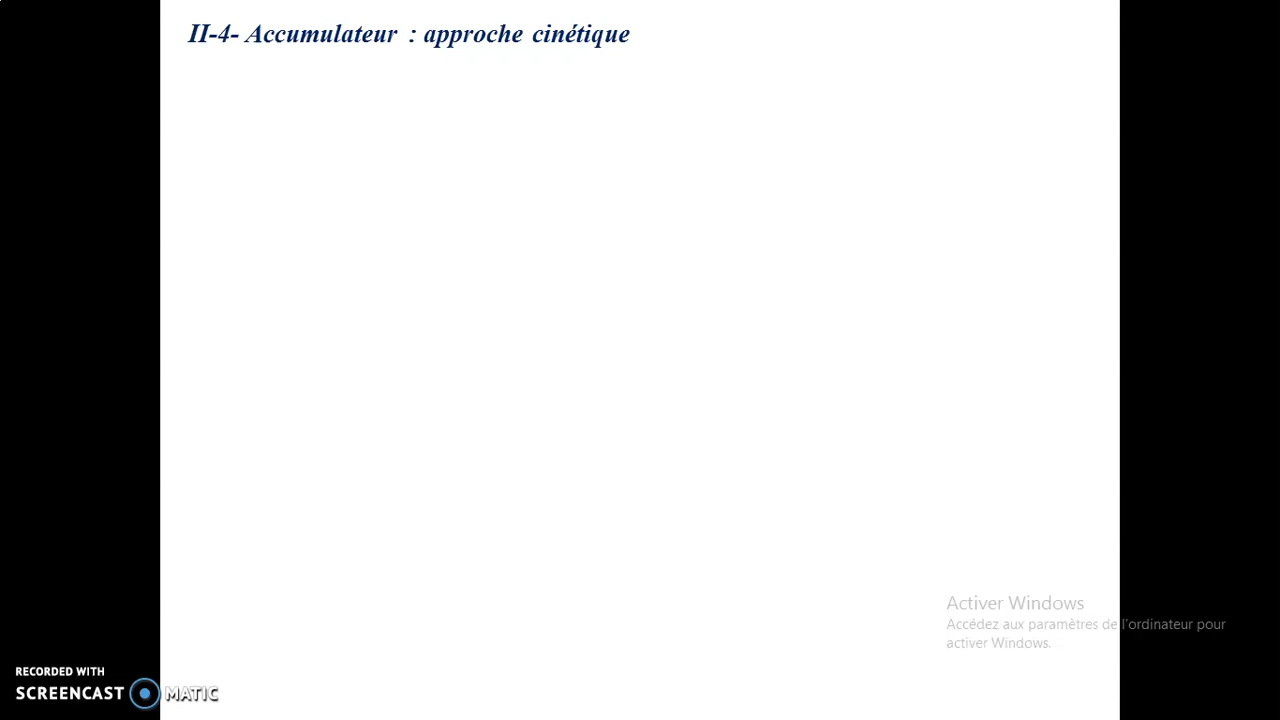 II-4- Accumulateur : approche cinétique
Activer Windows
Accédez aux paramètres de l'ordinateur pour
activer Windows.
RECORDED WITH
SCREENCAST MATIC